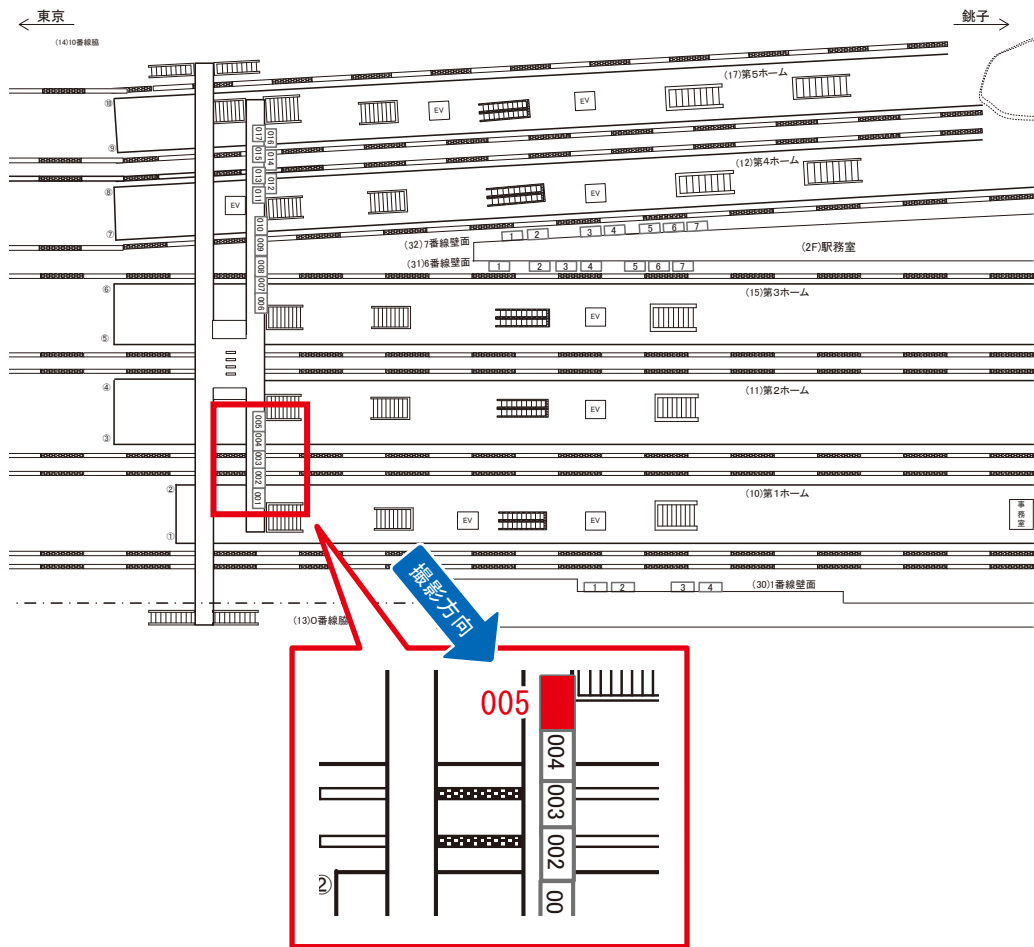 東京
銚子
(14)10番線脇
(17)第5ホーム
⑩
EV
EV
017
016
015
014
013
012
011
⑨
(12)第4ホーム
⑧
EV
EV
⑦
010
009
008
007
006
(32)7番線壁面
1
2
3
4
5
6
7
(2F)駅務室
(31)6番線壁面
1
2
3
4
5
6
7
⑥
(15)第3ホーム
EV
⑤
④
(11)第2ホーム
EV
③
005
004
003
002
001
②
(10)第1ホーム
EV
EV
事務室
①
撮影方向
1
2
3
4
(30)1番線壁面
(13)0番線脇
005
004
003
002
00
②